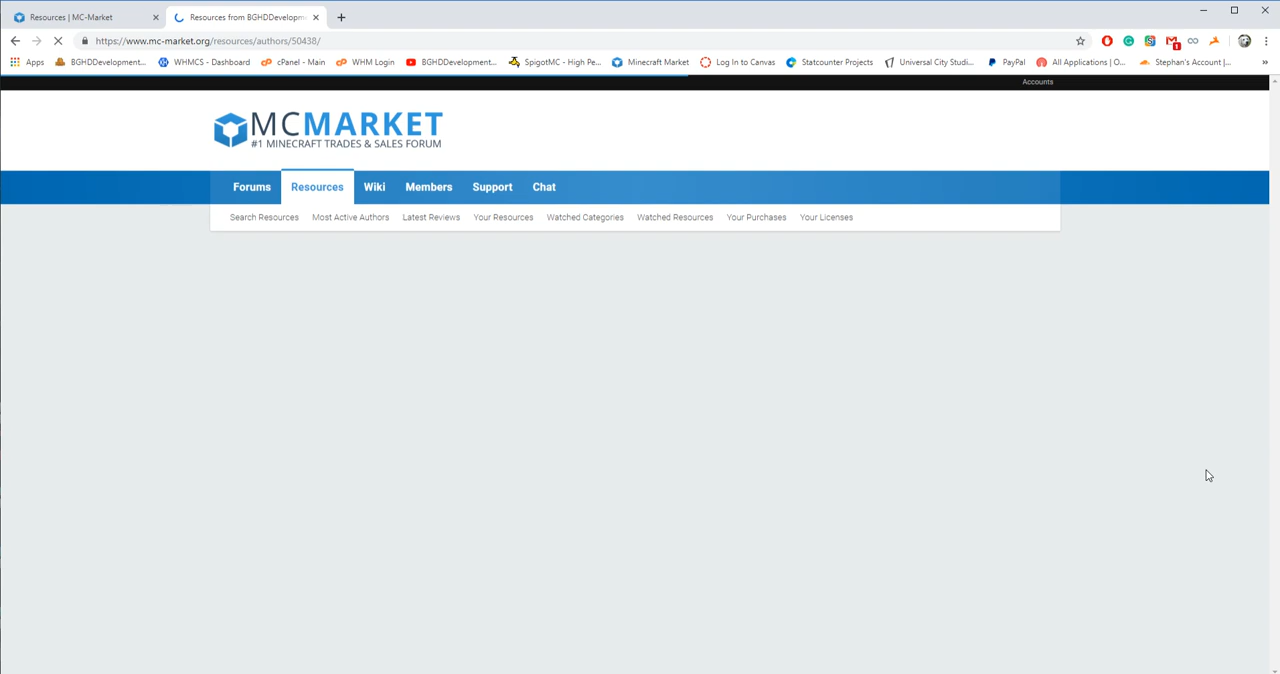 Resources | MC-Market
Resources from BGHDDevelopm
https://www.mc-market.org/resources/authors/50438/
1
Apps BGHDDevelopment... WHMCS - Dashboard cPanel - Main WHM Login BGHDDevelopment... SpigotMC - High Pe... Minecraft Market Log In to Canvas Statcounter Projects Universal City Studi... PayPal All Applications | O... Stephan's Account |... »
Accounts
MCMARKET
#1 MINECRAFT TRADES & SALES FORUM
Forums Resources Wiki Members Support Chat
Search Resources Most Active Authors Latest Reviews Your Resources Watched Categories Watched Resources Your Purchases Your Licenses